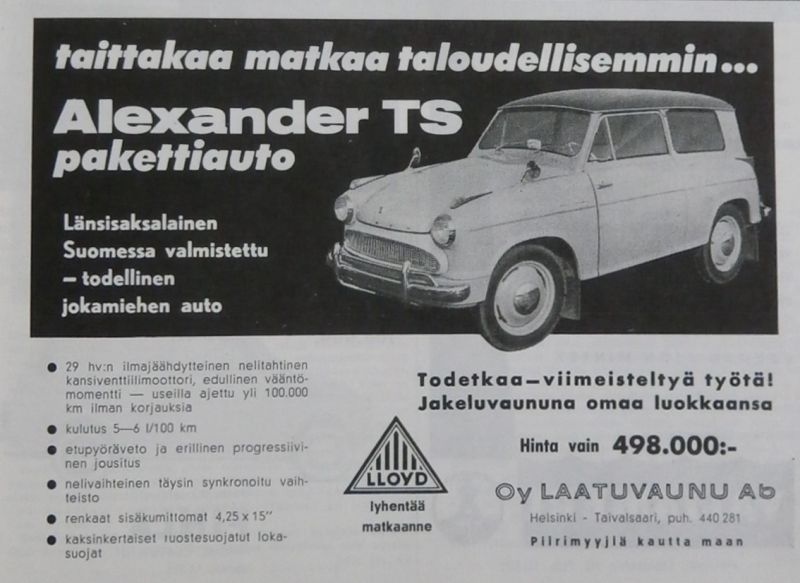 taittakaa matkaa taloudellisemmin...
Alexander TS
pakettiauto
Länsisaksalainen
Suomessa valmistettu
– todellinen
jokamiehen auto
● 29 hv:n ilmajäähdytteinen nelitahtinen
kansiventtiilimoottori, edullinen vääntö-
momentti — useilla ajettu yli 100.000
km ilman korjauksia
● kulutus 5—6 l/100 km
● etupyöräveto ja erillinen progressiivi-
nen jousitus
● nelivaihteinen täysin synkronoitu vaih-
teisto
● renkaat sisäkumittomat 4,25 x 15”
● kaksinkertaiset ruostesuojatut loka-
suojat
LLOYD
lyhentää
matkaanne
Todetkaa–viimeisteltyä työtä!
Jakeluvaununa omaa luokkaansa
Hinta vain 498.000:-
Oy LAATUVAUNU Ab
Helsinki - Taivalsaari, puh. 440 281
Piirimyyjiä kautta maan